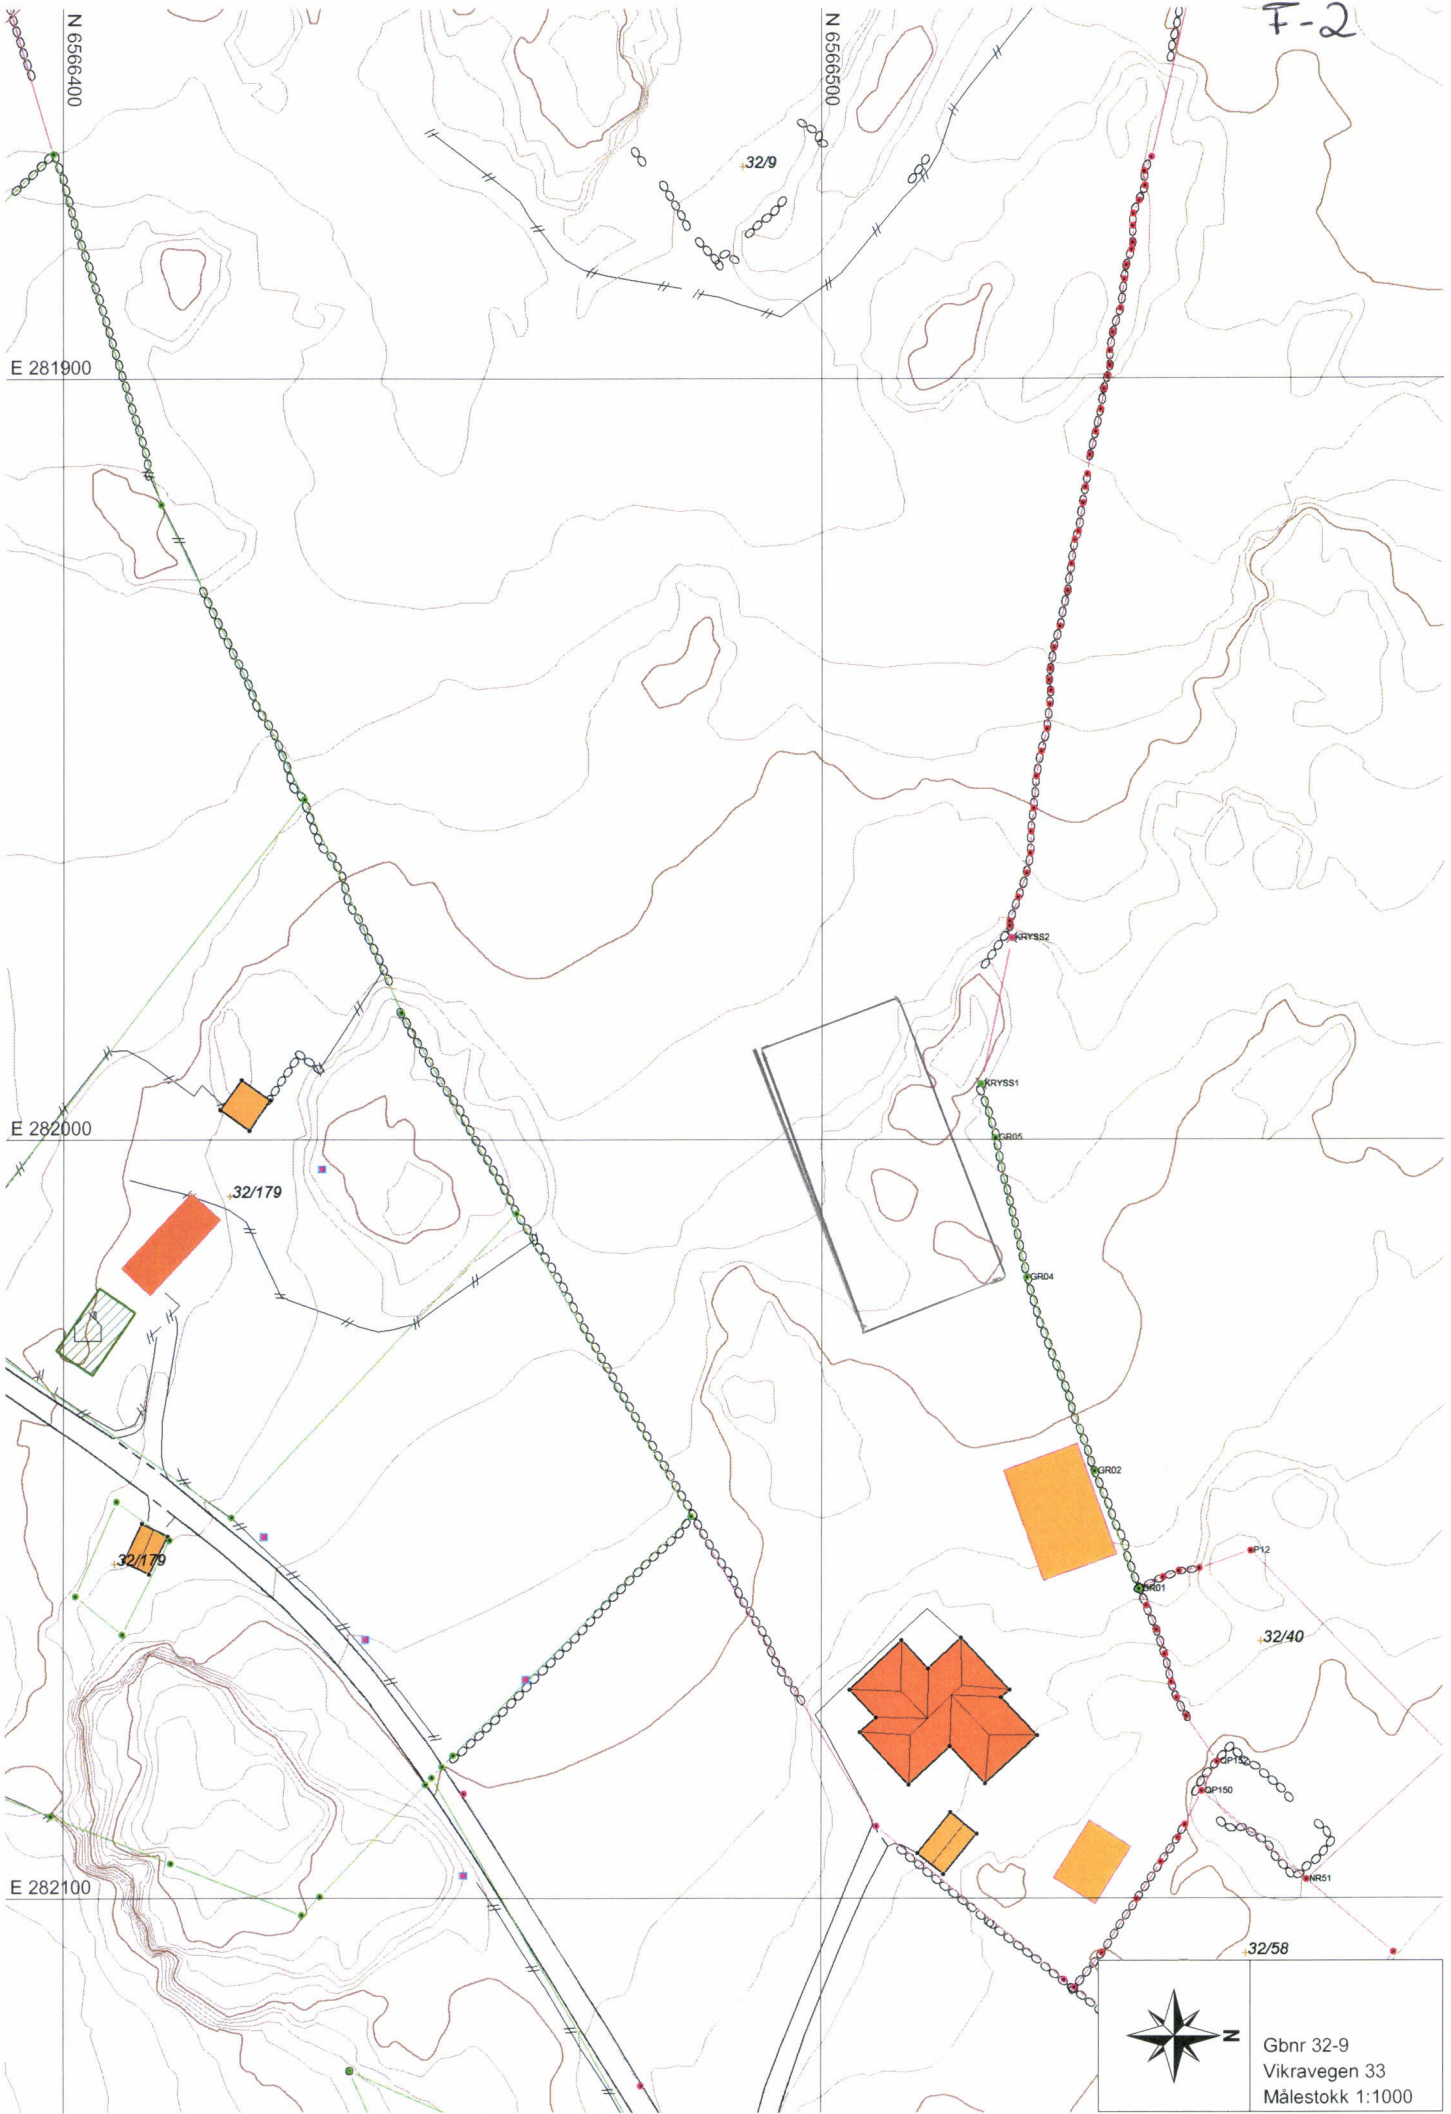 F-2
N 6566400
N 6566500
32/9
E 281900
KRYSS2
KRYSS1
E 282000
GR05
32/179
GR04
GR02
P12
32/179
GR01
32/40
QP152
QP150
NR51
E 282100
32/58
N
Gbnr 32-9
Vikravegen 33
Målestokk 1:1000